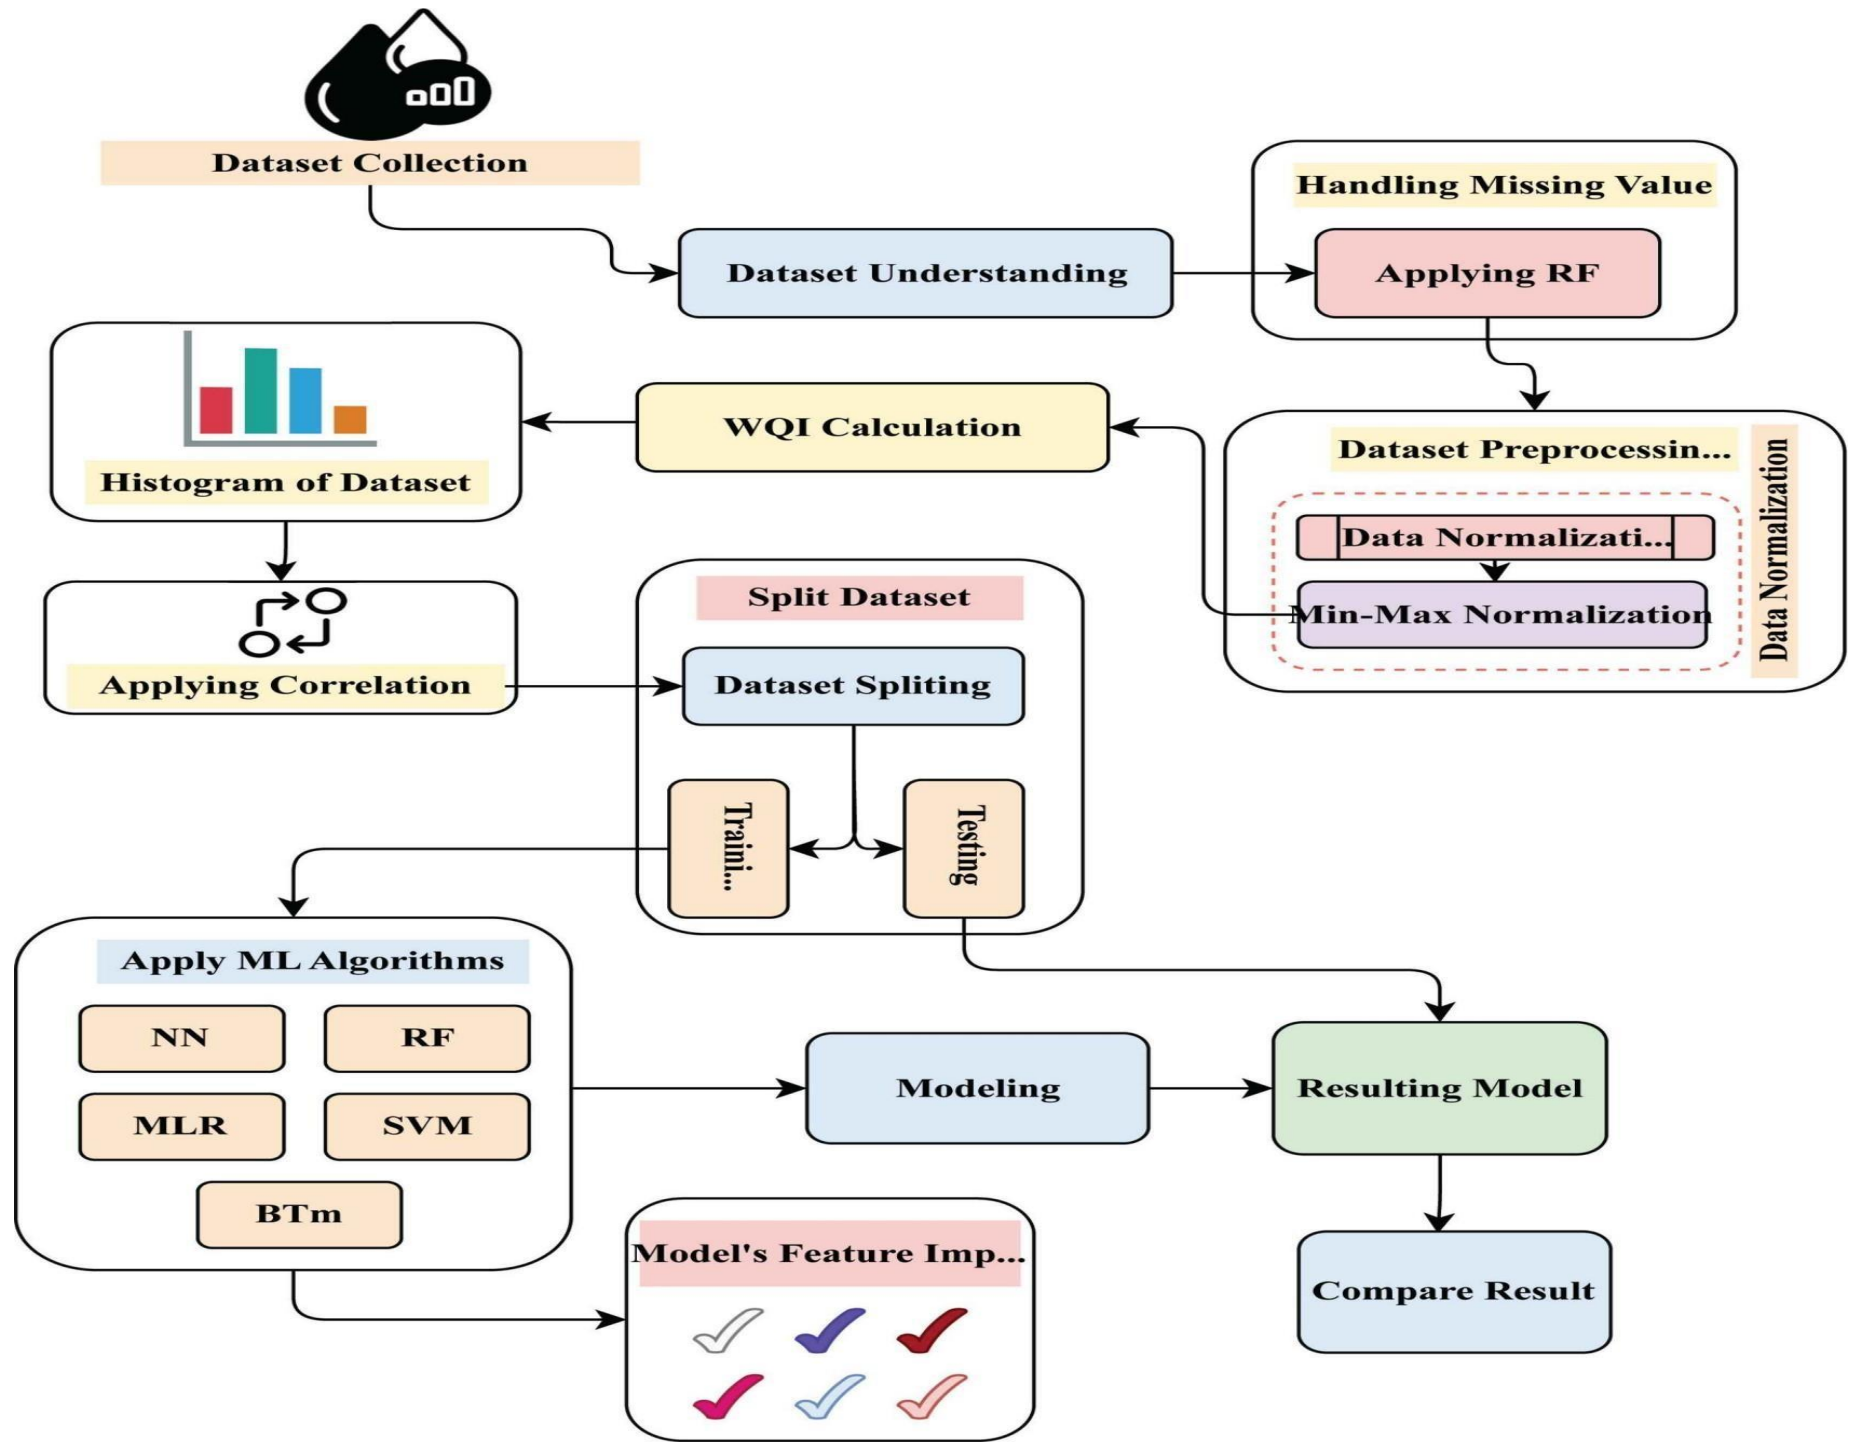 Dataset Collection
Handling Missing Value
Dataset Understanding
Applying RF
WQI Calculation
Histogram of Dataset
Dataset Preprocessin...
Data Normalizati...
Min-Max Normalization
Data Normalization
Applying Correlation
Split Dataset
Dataset Spliting
Traini...
Testing
Apply ML Algorithms
NN
RF
MLR
SVM
BTm
Modeling
Resulting Model
Model's Feature Imp...
Compare Result